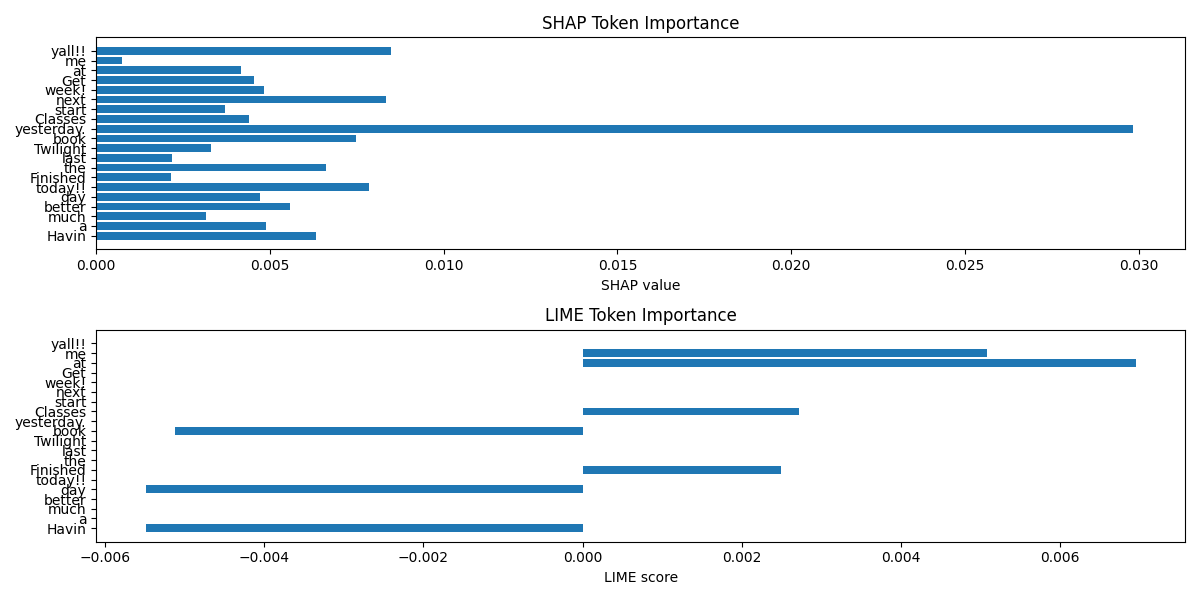 SHAP Token Importance
yall!!
me
at
Get
week!
next
start
Classes
yesterday.
book
Twilight
last
the
Finished
today!!
day
better
much
a
Havin
0.000 0.005 0.010 0.015 0.020 0.025 0.030
SHAP value
LIME Token Importance
yall!!
me
at
Get
week!
next
start
Classes
yesterday.
book
Twilight
last
the
Finished
today!!
day
better
much
a
Havin
−0.006 −0.004 −0.002 0.000 0.002 0.004 0.006
LIME score